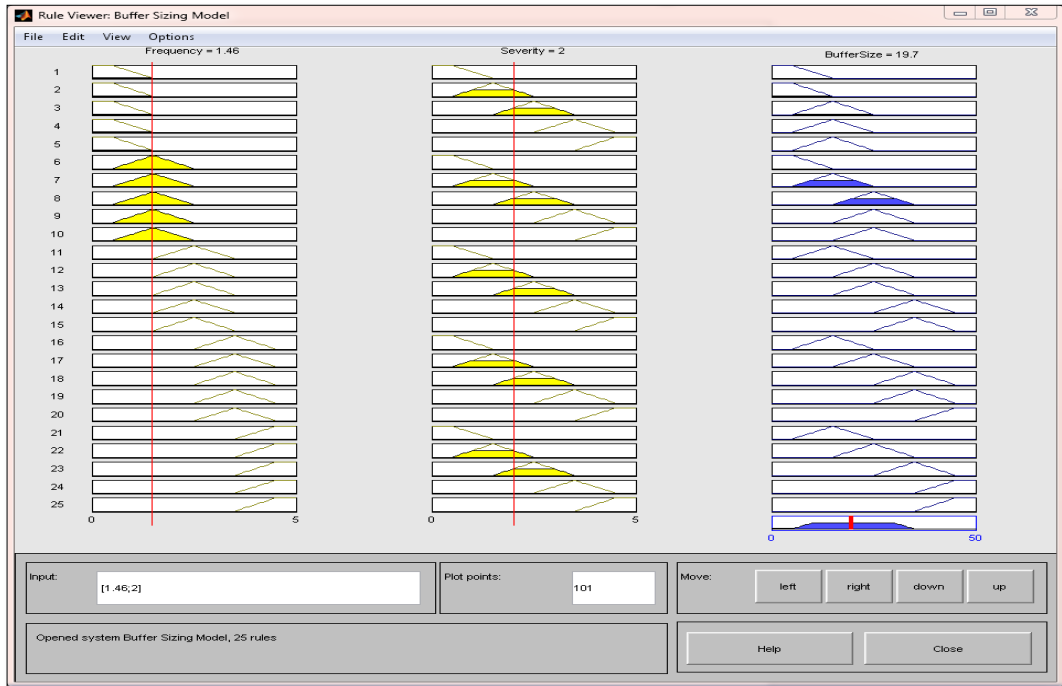 Rule Viewer: Buffer Sizing Model
File Edit View Options
Frequency = 1.46
Severity = 2
BufferSize = 19.7
1
2
3
4
5
6
7
8
9
10
11
12
13
14
15
16
17
18
19
20
21
22
23
24
25
0 5
0 5
0 50
Input: [1.46;2]
Plot points: 101
Move: left right down up
Opened system Buffer Sizing Model, 25 rules
Help Close